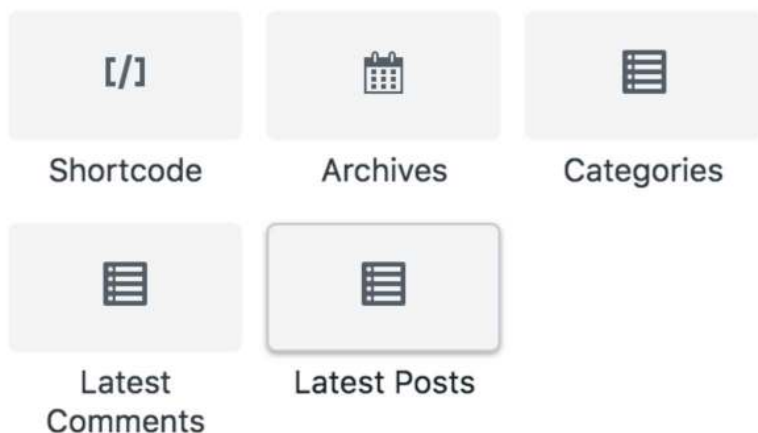 [/]
Shortcode
Archives
Categories
Latest
Comments
Latest Posts